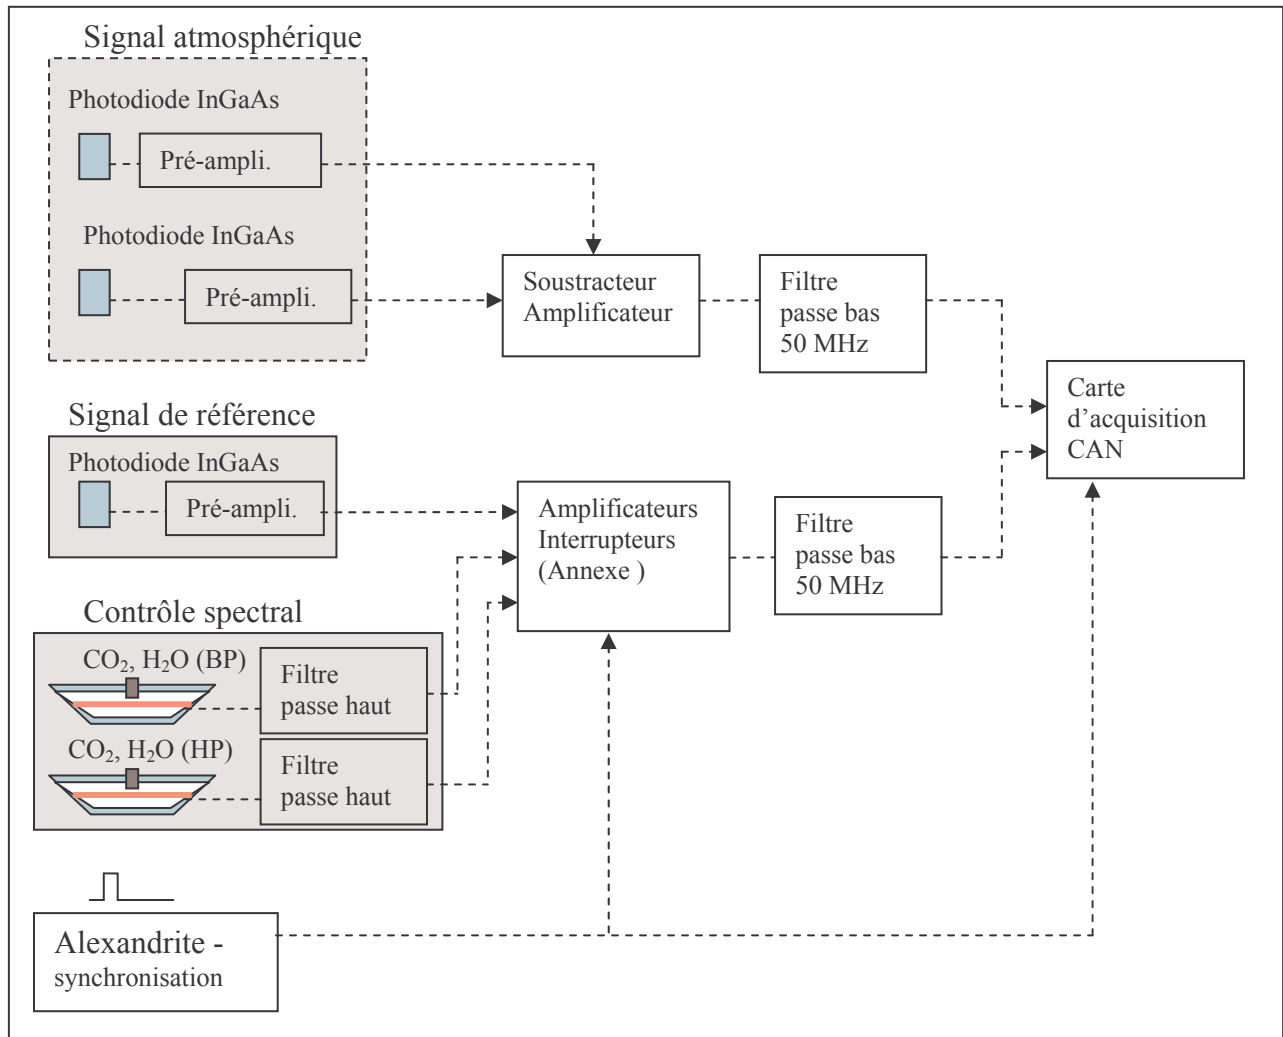 Signal atmosphérique
Photodiode InGaAs
Pré-ampli.
Photodiode InGaAs
Pré-ampli.
Soustracteur
Amplificateur
Filtre
passe bas
50 MHz
Carte
d'acquisition
CAN
Signal de référence
Photodiode InGaAs
Pré-ampli.
Amplificateurs
Interrupteurs
(Annexe )
Filtre
passe bas
50 MHz
Contrôle spectral
CO₂, H₂O (BP)
Filtre
passe haut
CO₂, H₂O (HP)
Filtre
passe haut
Alexandrite -
synchronisation